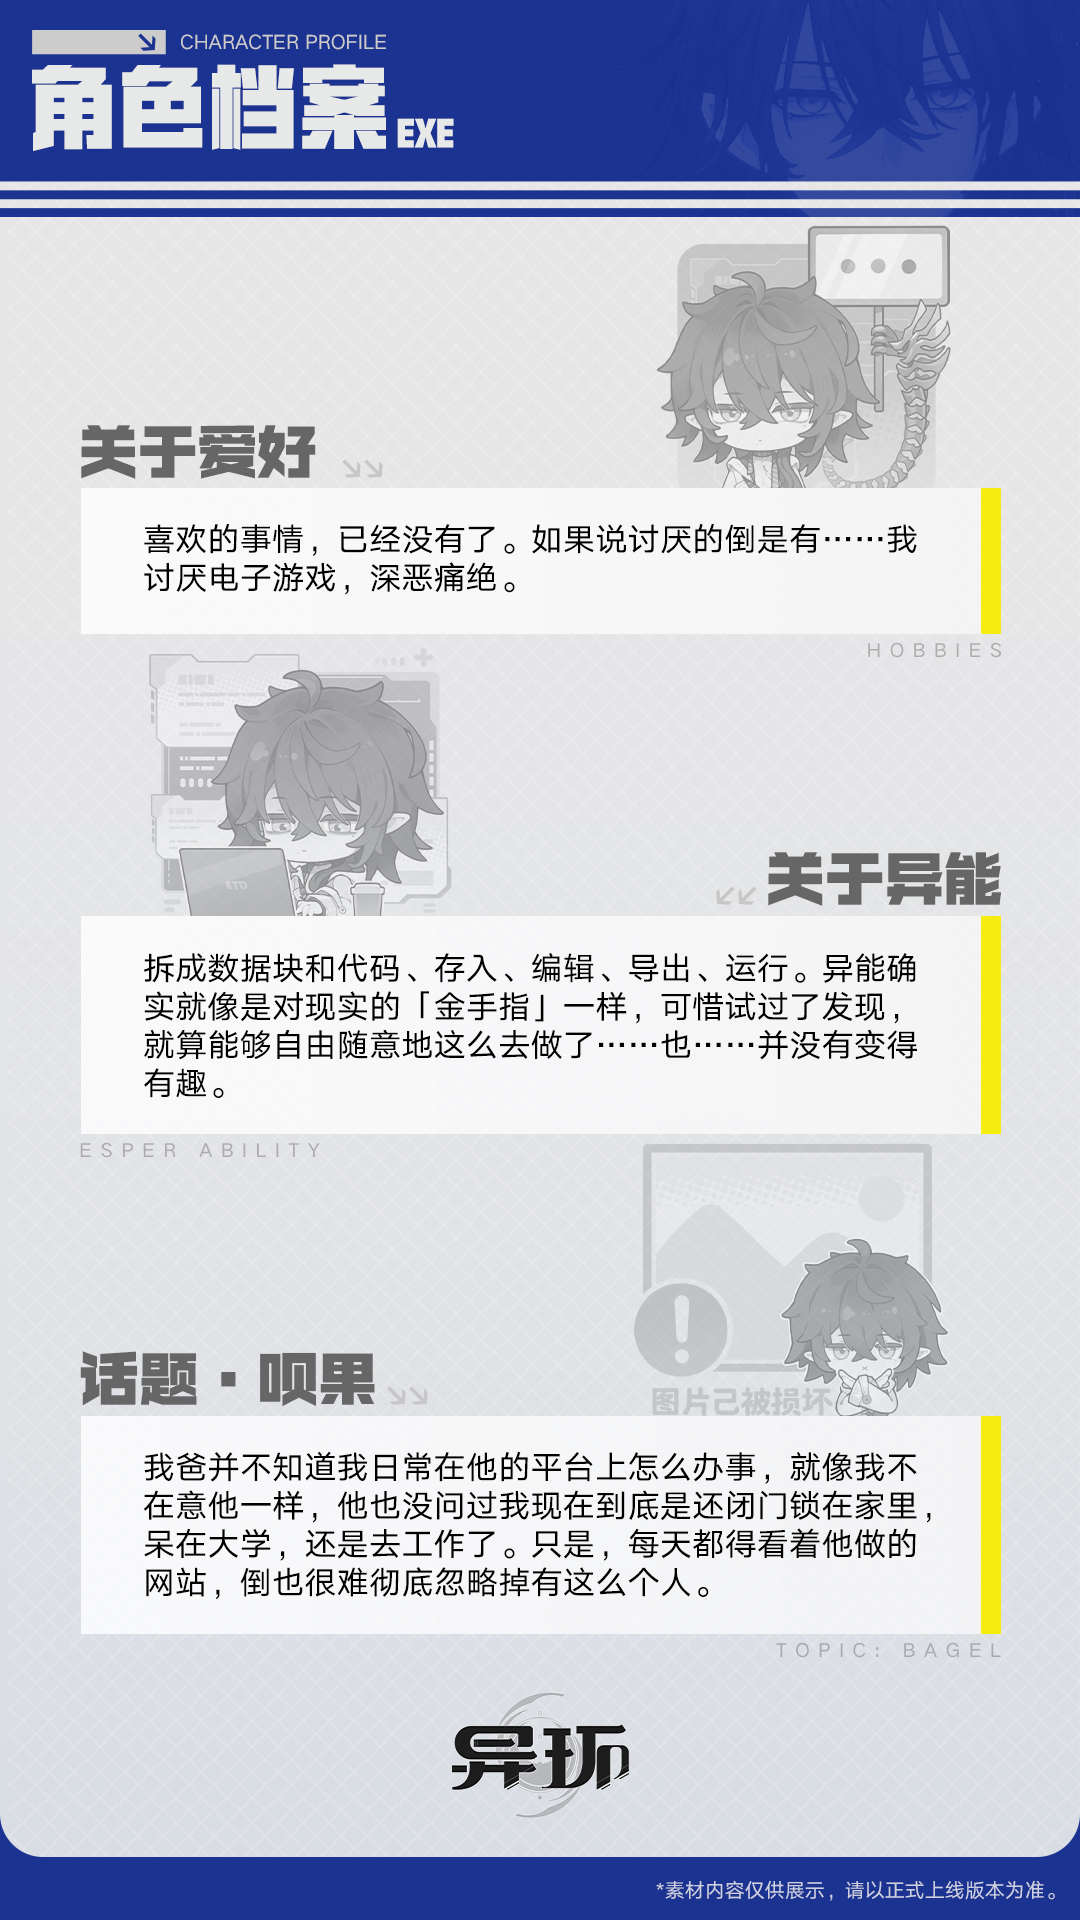 CHARACTER PROFILE
角色档案 EXE
关于爱好
喜欢的事情，已经没有了。如果说讨厌的倒是有……我
讨厌电子游戏，深恶痛绝。
HOBBIES
关于异能
拆成数据块和代码、存入、编辑、导出、运行。异能确
实就像是对现实的「金手指」一样，可惜试过了发现，
就算能够自由随意地这么去做了……也……并没有变得
有趣。
ESPER ABILITY
图片已被损坏
话题·呗果
我爸并不知道我日常在他的平台上怎么办事，就像我不
在意他一样，他也没问过我现在到底是还闭门锁在家里，
呆在大学，还是去工作了。只是，每天都得看着他做的
网站，倒也很难彻底忽略掉有这么个人。
TOPIC: BAGEL
异环
*素材内容仅供展示，请以正式上线版本为准。